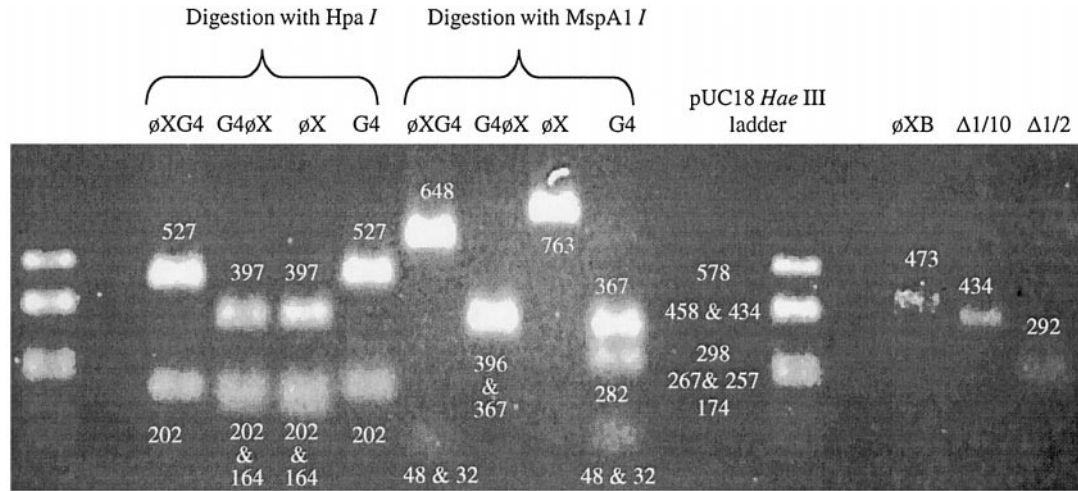 Digestion with Hpa I
Digestion with MspA1 I
pUC18 Hae III
ladder
øXG4 G4øX øX G4
øXG4 G4øX øX G4
øXB Δ1/10 Δ1/2
527
397
397
527
202
202
&
164
202
&
164
202
648
396
&
367
763
367
282
48 & 32
48 & 32
578
458 & 434
298
267& 257
174
473
434
292